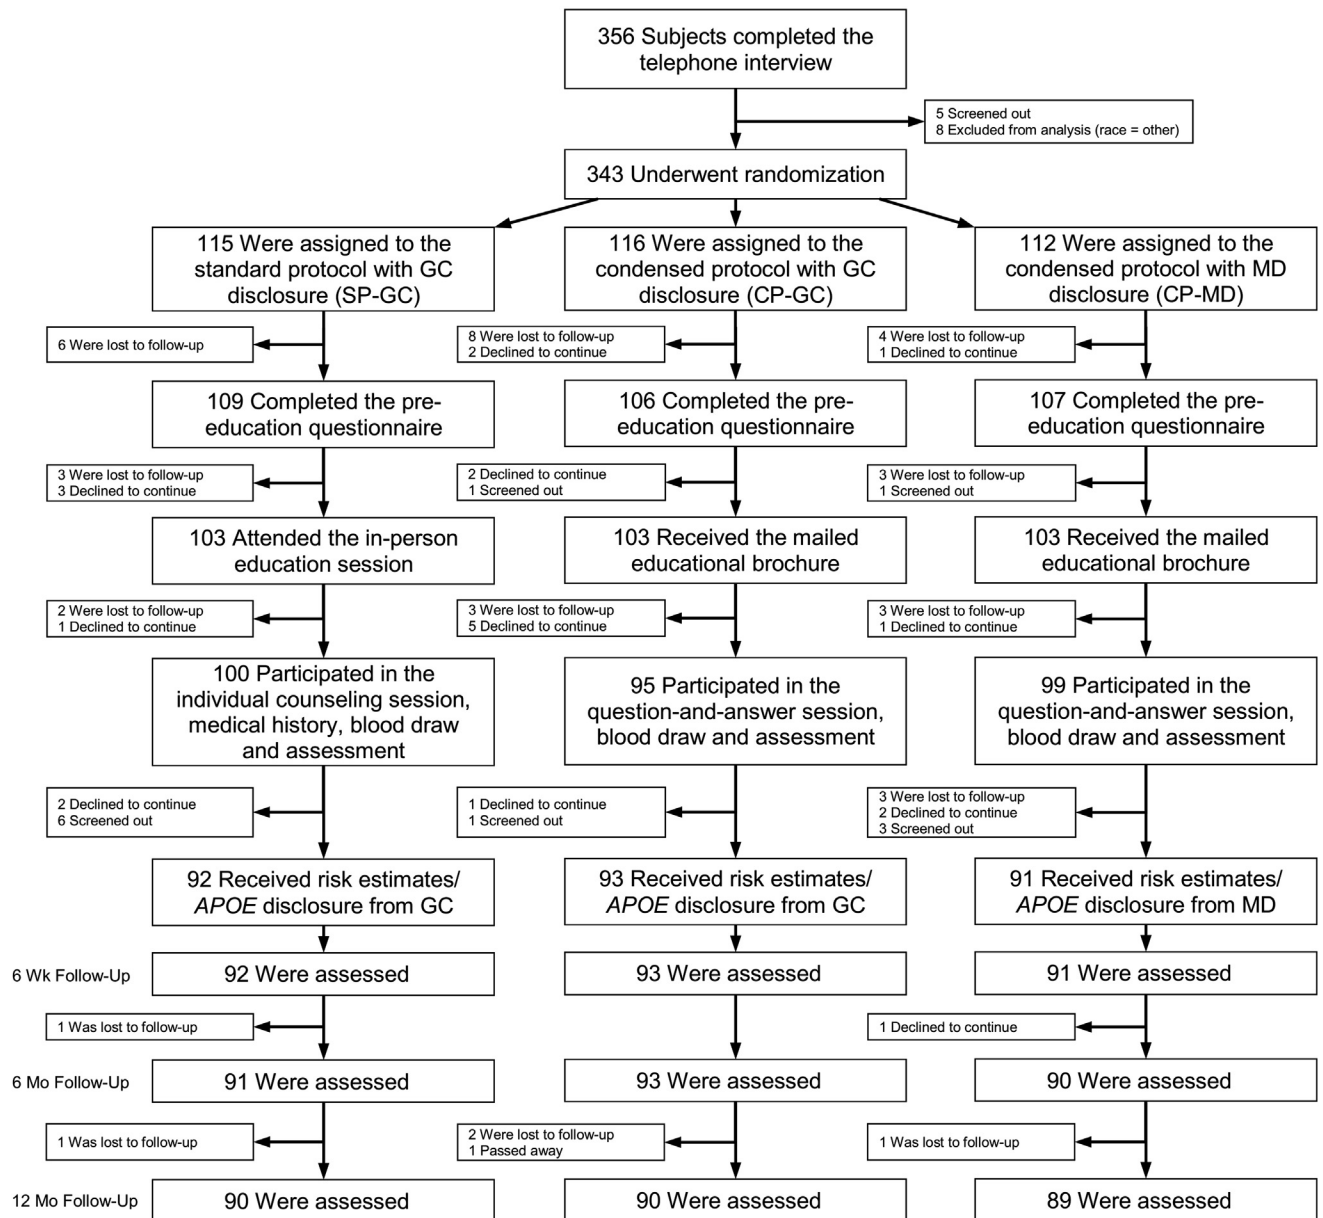 356 Subjects completed the
telephone interview
5 Screened out
8 Excluded from analysis (race = other)
343 Underwent randomization
115 Were assigned to the
standard protocol with GC
disclosure (SP-GC)
116 Were assigned to the
condensed protocol with GC
disclosure (CP-GC)
112 Were assigned to the
condensed protocol with MD
disclosure (CP-MD)
6 Were lost to follow-up
8 Were lost to follow-up
2 Declined to continue
4 Were lost to follow-up
1 Declined to continue
109 Completed the pre-
education questionnaire
106 Completed the pre-
education questionnaire
107 Completed the pre-
education questionnaire
3 Were lost to follow-up
3 Declined to continue
2 Declined to continue
1 Screened out
3 Were lost to follow-up
1 Screened out
103 Attended the in-person
education session
103 Received the mailed
educational brochure
103 Received the mailed
educational brochure
2 Were lost to follow-up
1 Declined to continue
3 Were lost to follow-up
5 Declined to continue
3 Were lost to follow-up
1 Declined to continue
100 Participated in the
individual counseling session,
medical history, blood draw
and assessment
95 Participated in the
question-and-answer session,
blood draw and assessment
99 Participated in the
question-and-answer session,
blood draw and assessment
2 Declined to continue
6 Screened out
1 Declined to continue
1 Screened out
3 Were lost to follow-up
2 Declined to continue
3 Screened out
92 Received risk estimates/
APOE disclosure from GC
93 Received risk estimates/
APOE disclosure from GC
91 Received risk estimates/
APOE disclosure from MD
6 Wk Follow-Up
92 Were assessed
93 Were assessed
91 Were assessed
1 Was lost to follow-up
1 Declined to continue
6 Mo Follow-Up
91 Were assessed
93 Were assessed
90 Were assessed
1 Was lost to follow-up
2 Were lost to follow-up
1 Passed away
1 Was lost to follow-up
12 Mo Follow-Up
90 Were assessed
90 Were assessed
89 Were assessed